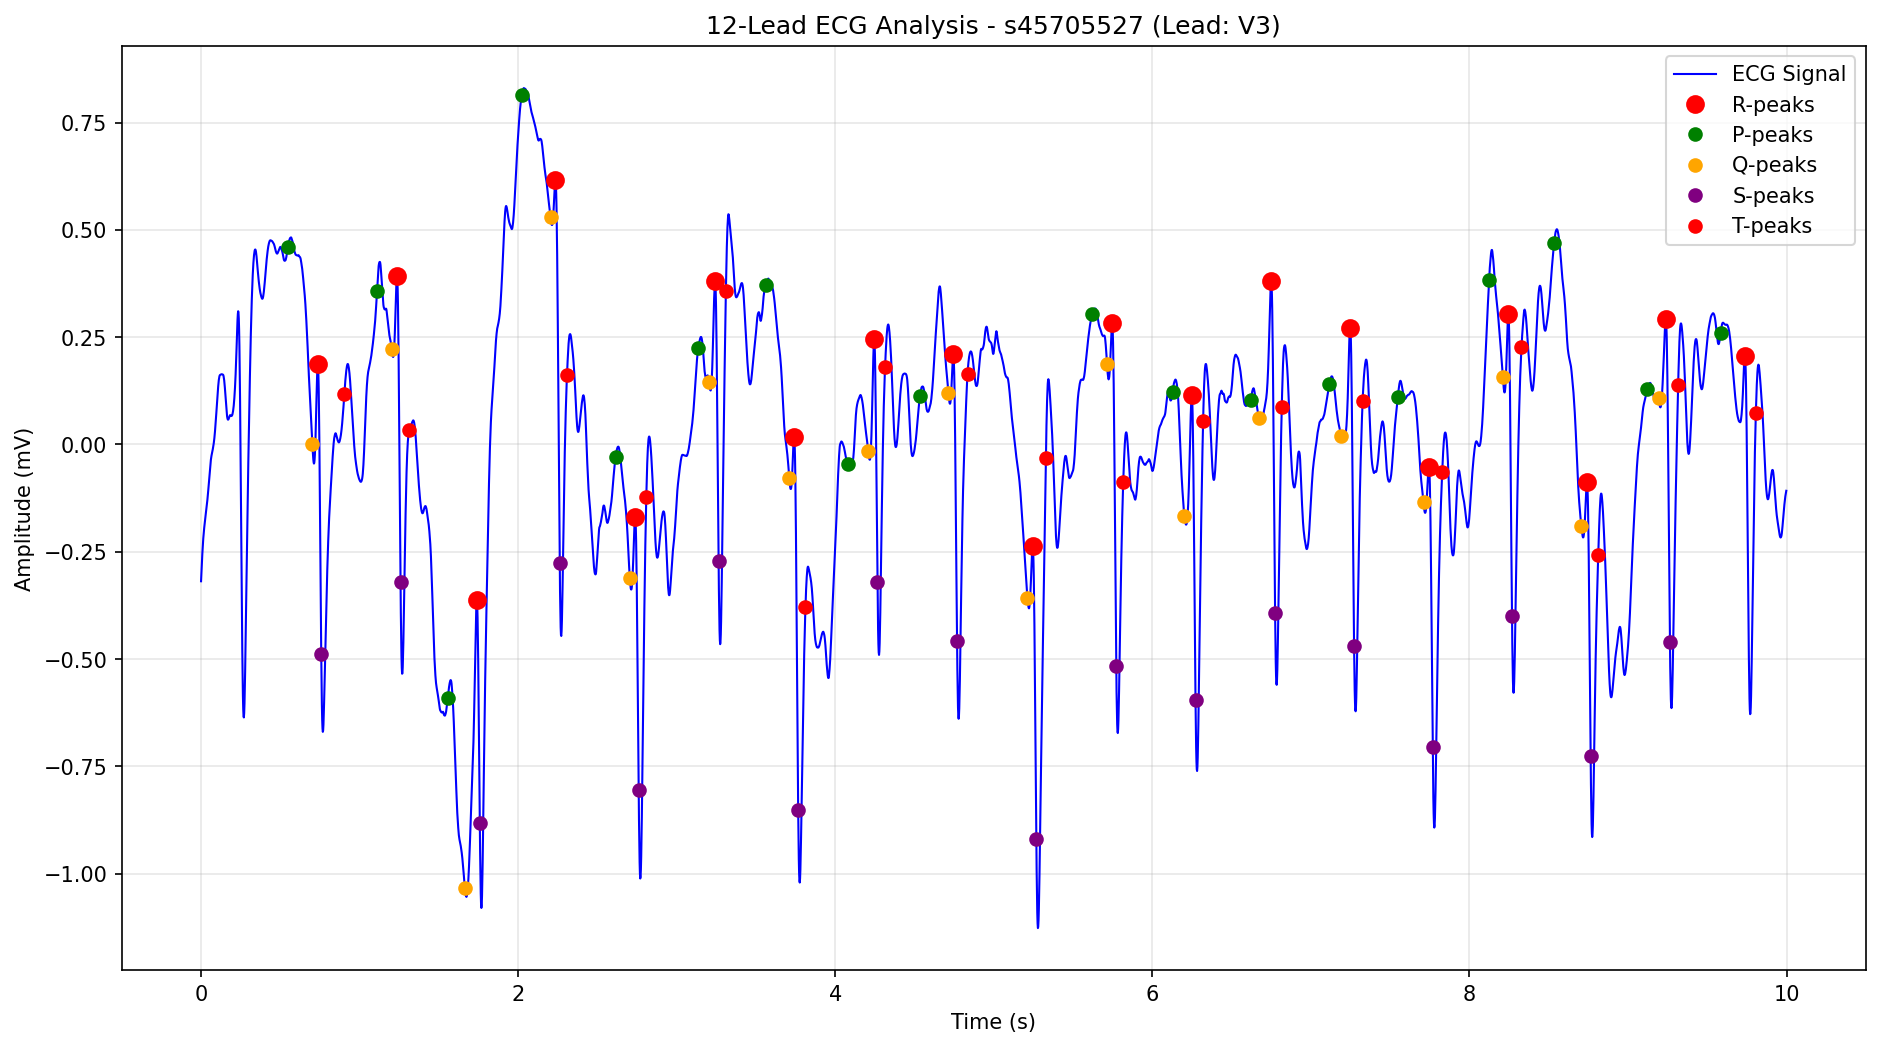 12-Lead ECG Analysis - s45705527 (Lead: V3)
ECG Signal
R-peaks
P-peaks
Q-peaks
S-peaks
T-peaks
Amplitude (mV)
0.75
0.50
0.25
0.00
−0.25
−0.50
−0.75
−1.00
0 2 4 6 8 10
Time (s)